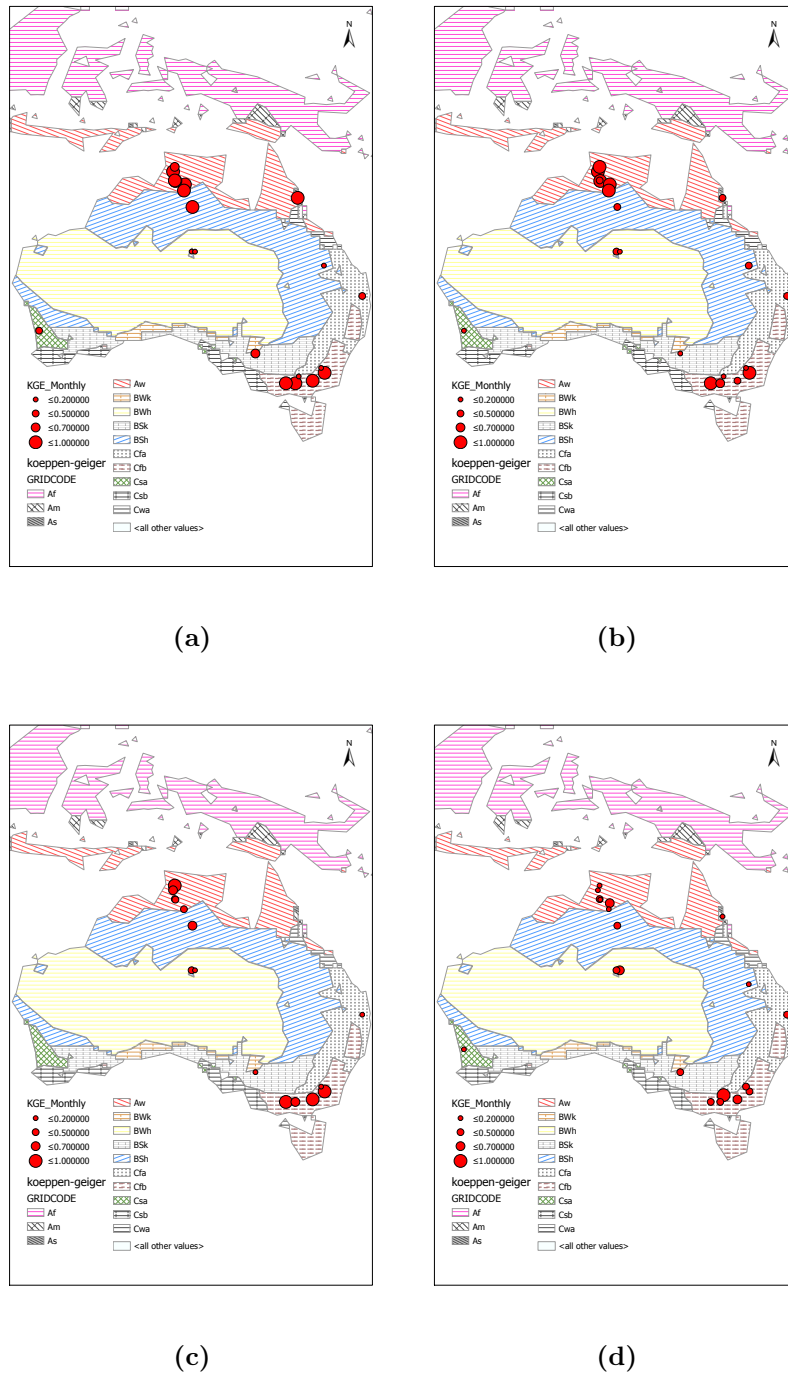 N
KGE_Monthly
≤0.200000
≤0.500000
≤0.700000
≤1.000000
koeppen-geiger
GRIDCODE
Af
Am
As
Aw
BWk
BWh
BSk
BSh
Cfa
Cfb
Csa
Csb
Cwa
<all other values>
(a)
N
KGE_Monthly
≤0.200000
≤0.500000
≤0.700000
≤1.000000
koeppen-geiger
GRIDCODE
Af
Am
As
Aw
BWk
BWh
BSk
BSh
Cfa
Cfb
Csa
Csb
Cwa
<all other values>
(b)
N
KGE_Monthly
≤0.200000
≤0.500000
≤0.700000
≤1.000000
koeppen-geiger
GRIDCODE
Af
Am
As
Aw
BWk
BWh
BSk
BSh
Cfa
Cfb
Csa
Csb
Cwa
<all other values>
(c)
N
KGE_Monthly
≤0.200000
≤0.500000
≤0.700000
≤1.000000
koeppen-geiger
GRIDCODE
Af
Am
As
Aw
BWk
BWh
BSk
BSh
Cfa
Cfb
Csa
Csb
Cwa
<all other values>
(d)